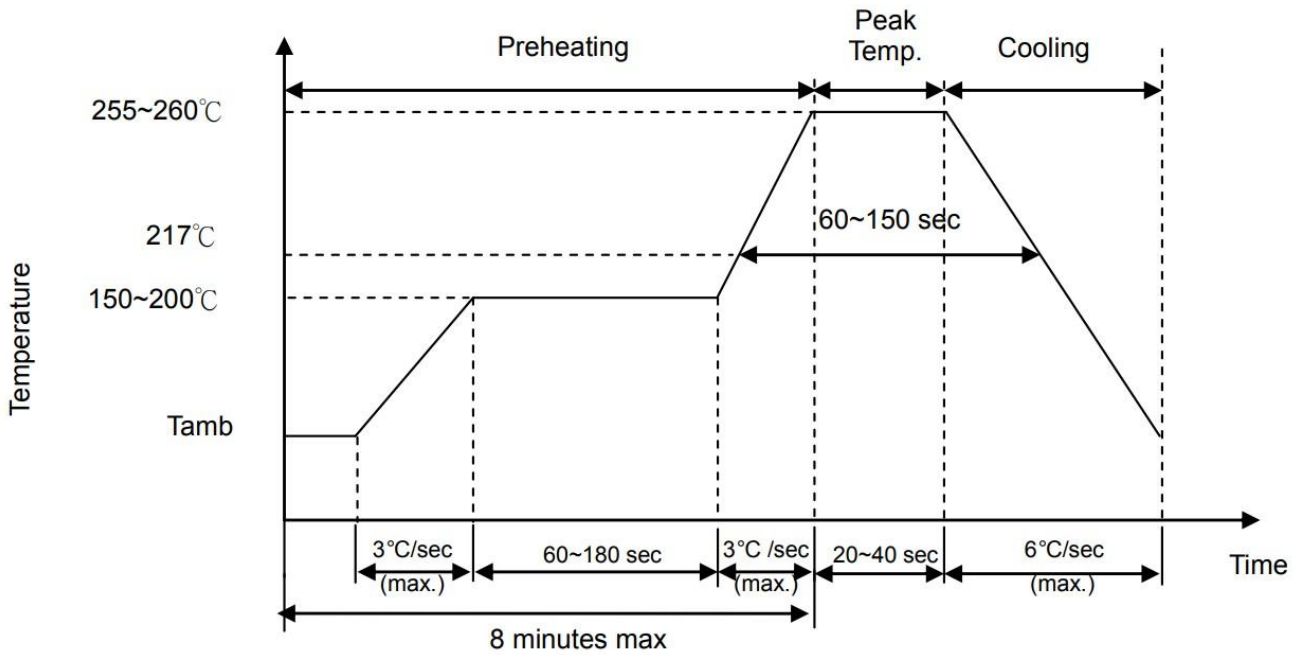 Preheating
Peak
Temp.
Cooling
255~260℃
60~150 sec
217℃
150~200℃
Temperature
Tamb
3°C/sec
(max.)
60~180 sec
3°C /sec
(max.)
20~40 sec
6°C/sec
(max.)
Time
8 minutes max